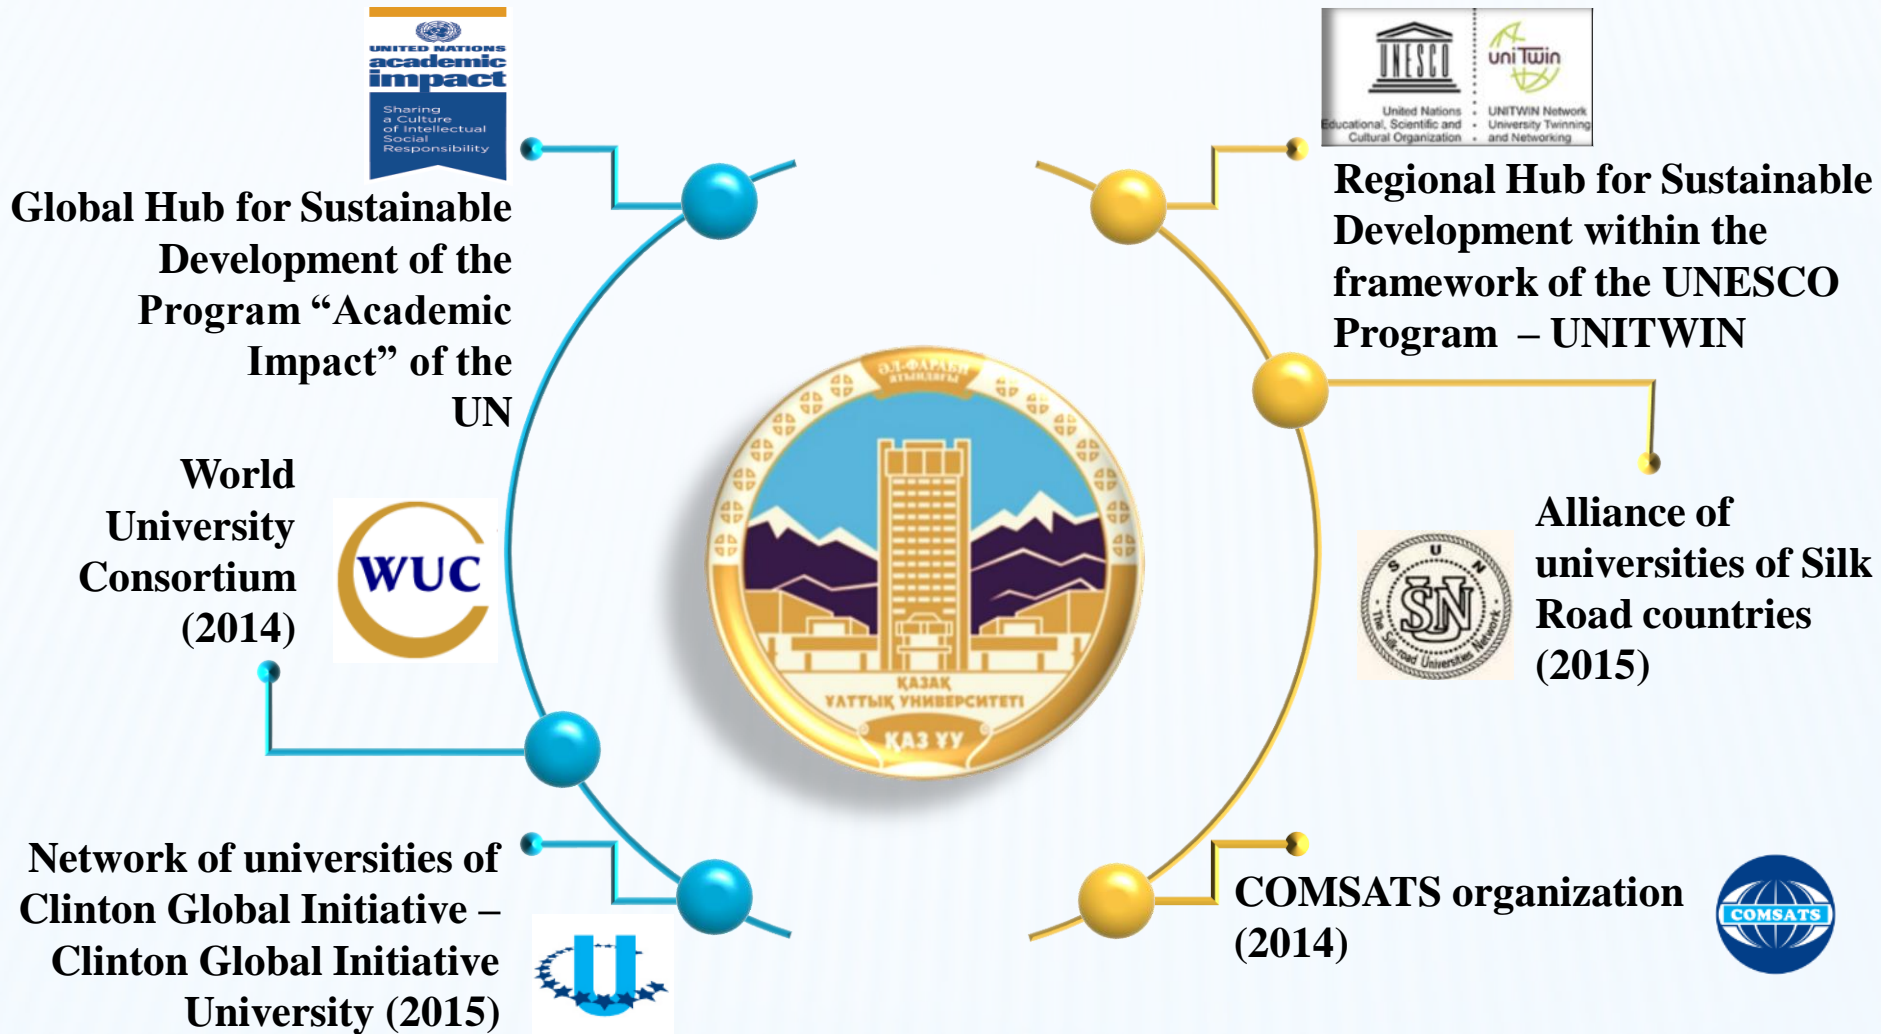 UNITED NATIONS
academic
impact
Sharing
a Culture
of Intellectual
Social
Responsibility
Global Hub for Sustainable
Development of the
Program “Academic
Impact” of the
UN
World
University
Consortium
(2014)
WUC
Network of universities of
Clinton Global Initiative –
Clinton Global Initiative
University (2015)
U
ӘЛ-ФАРАБИ
АТЫНДАҒЫ
ҚАЗАҚ
ҰЛТТЫҚ УНИВЕРСИТЕТІ
ҚАЗ ҰУ
UNESCO
United Nations
Educational, Scientific and
Cultural Organization
uniTwin
UNITWIN Network
University Twinning
and Networking
Regional Hub for Sustainable
Development within the
framework of the UNESCO
Program – UNITWIN
S U N
SUN
The Silk-road Universities Network
Alliance of
universities of Silk
Road countries
(2015)
COMSATS organization
(2014)
COMSATS